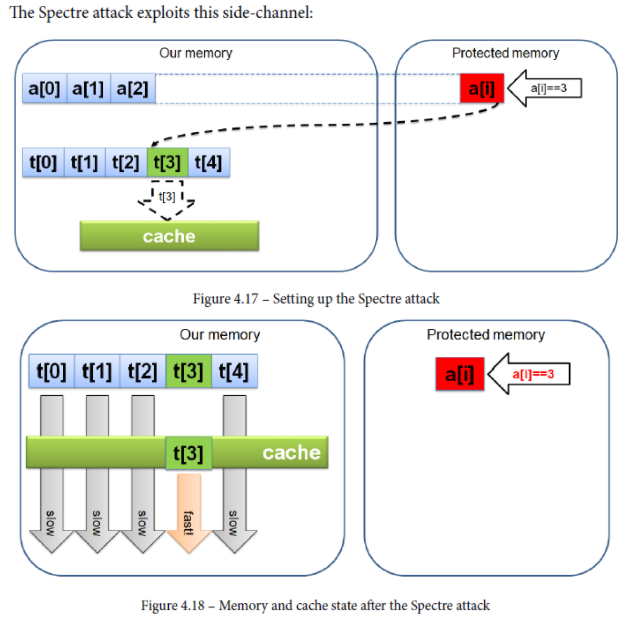 The Spectre attack exploits this side-channel:
Our memory
Protected memory
a[0] a[1] a[2]
a[i]
a[i]==3
t[0] t[1] t[2] t[3] t[4]
t[3]
cache
Figure 4.17 – Setting up the Spectre attack
Our memory
Protected memory
t[0] t[1] t[2] t[3] t[4]
a[i]
a[i]==3
t[3]
cache
slow
slow
slow
fast!
slow
Figure 4.18 – Memory and cache state after the Spectre attack